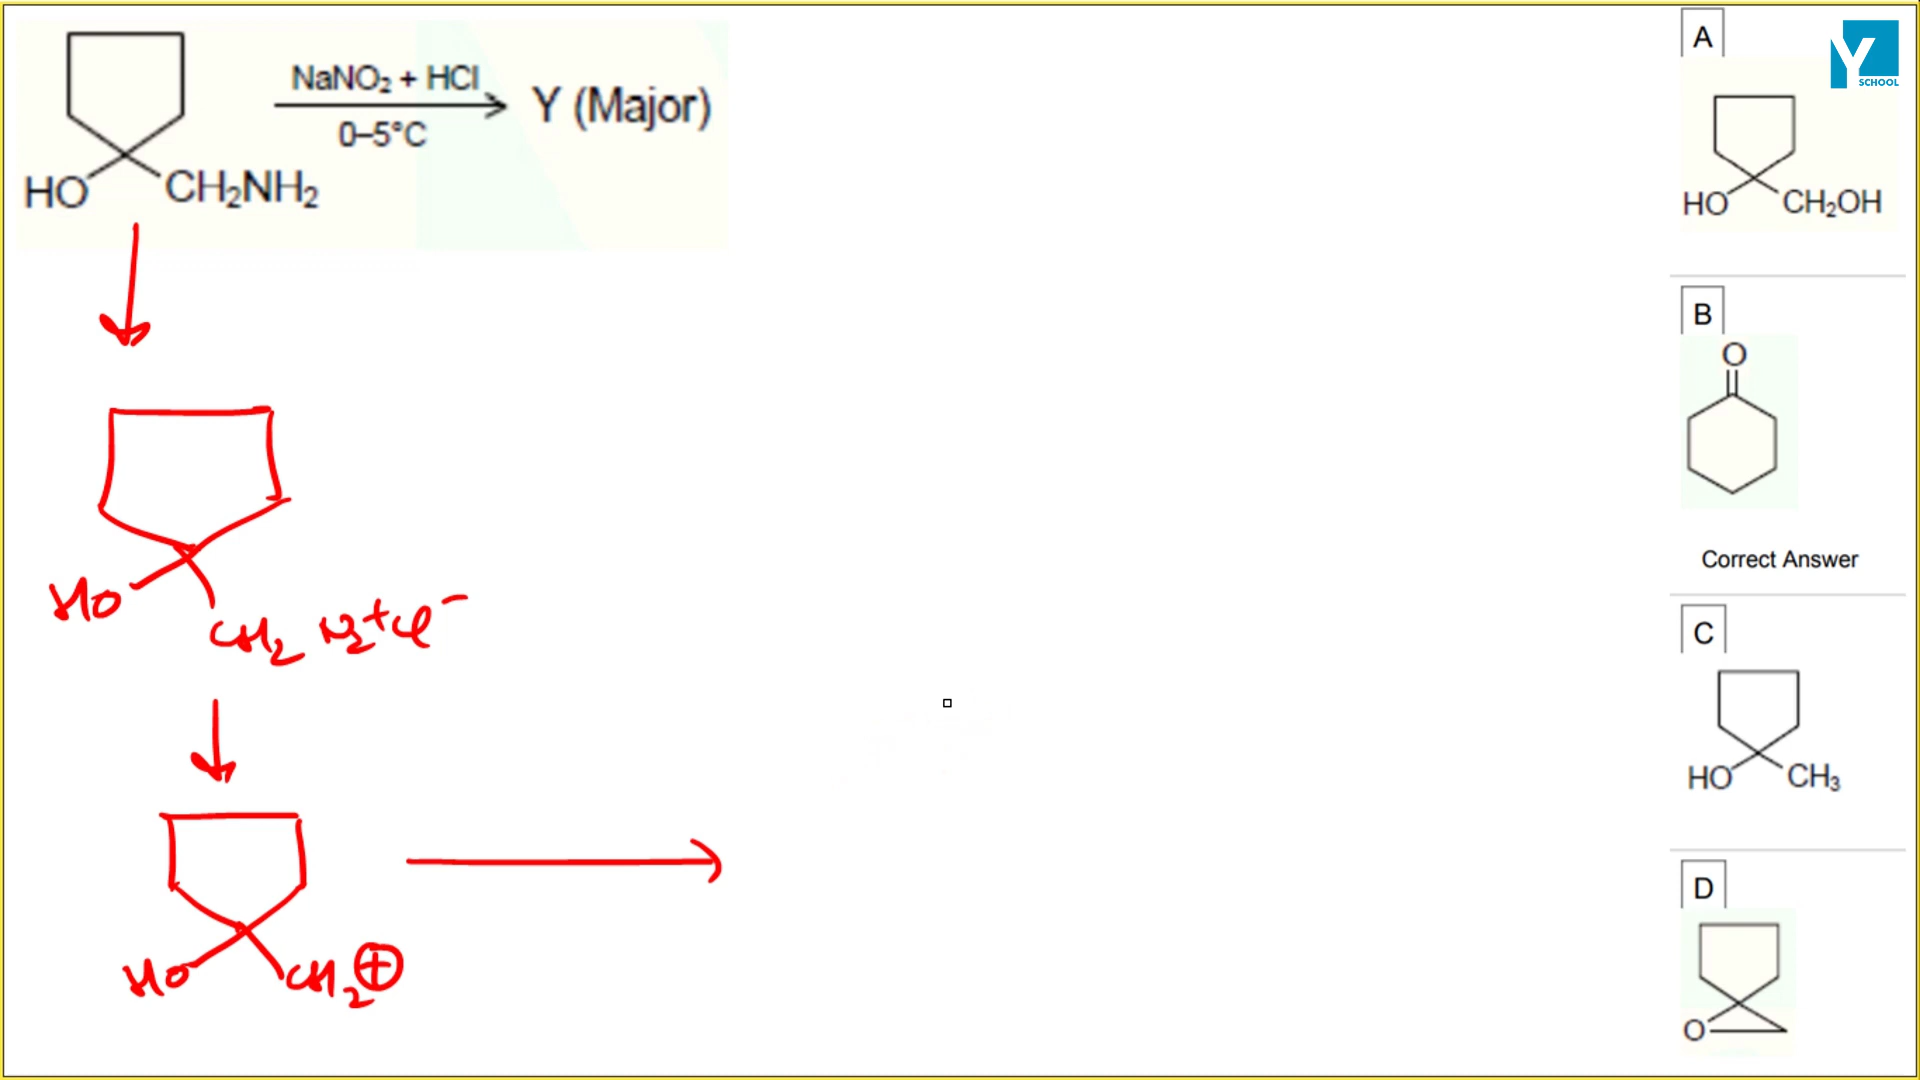 NaNO₂ + HCl
0–5°C
Y (Major)
HO
CH₂NH₂
HO
CH₂ N₂⁺Cl⁻
HO
CH₂⊕
A
Y
SCHOOL
HO
CH₂OH
B
O
Correct Answer
C
HO
CH₃
D
O